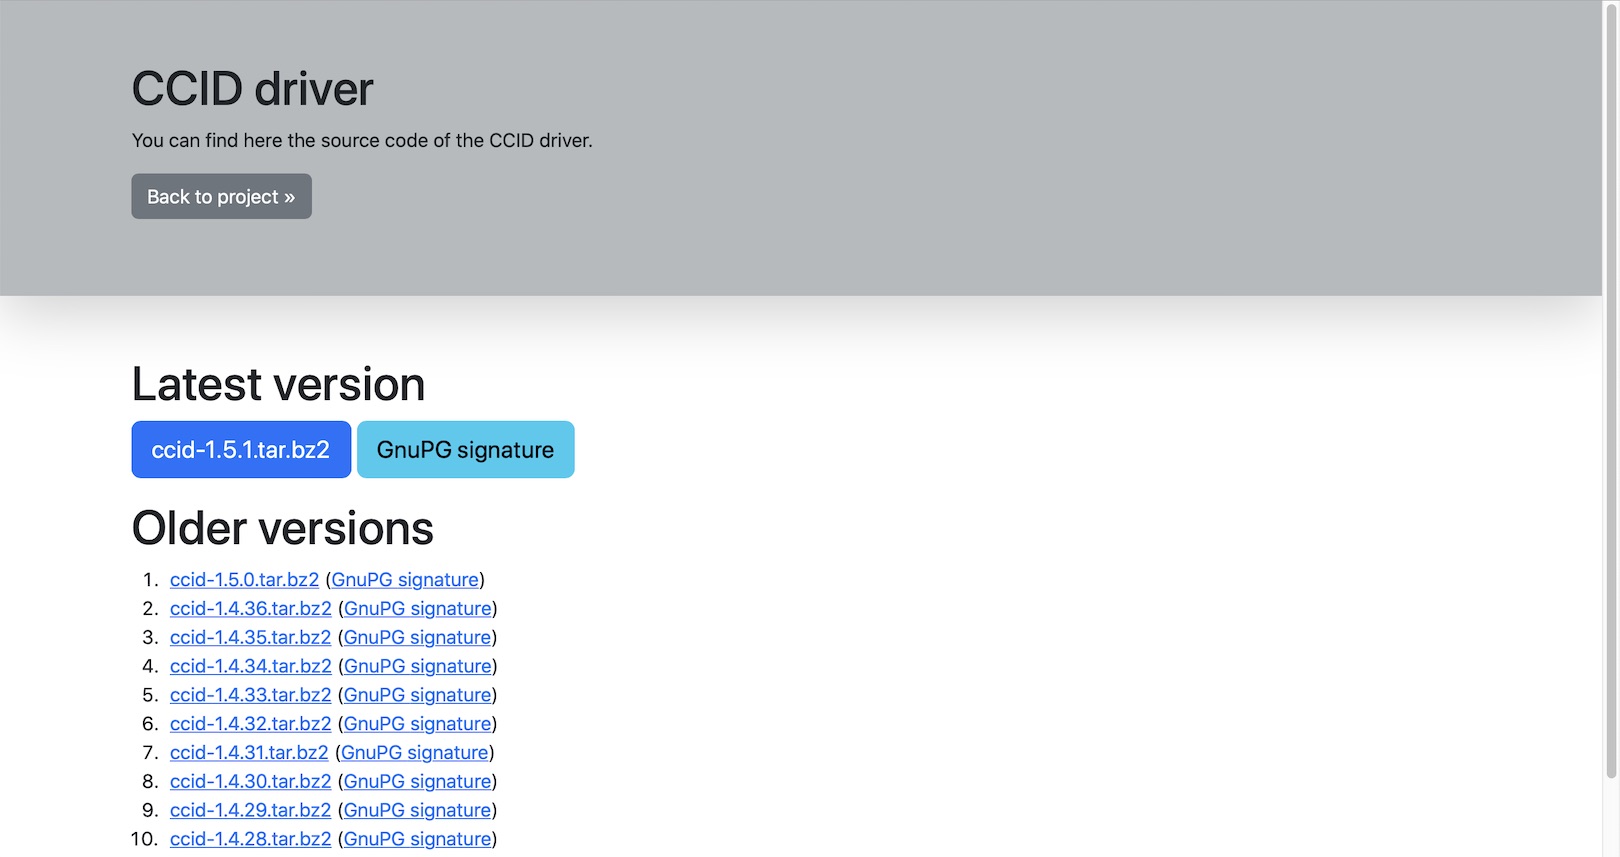 CCID driver
You can find here the source code of the CCID driver.
Back to project »
Latest version
ccid-1.5.1.tar.bz2 GnuPG signature
Older versions
1. ccid-1.5.0.tar.bz2 (GnuPG signature)
2. ccid-1.4.36.tar.bz2 (GnuPG signature)
3. ccid-1.4.35.tar.bz2 (GnuPG signature)
4. ccid-1.4.34.tar.bz2 (GnuPG signature)
5. ccid-1.4.33.tar.bz2 (GnuPG signature)
6. ccid-1.4.32.tar.bz2 (GnuPG signature)
7. ccid-1.4.31.tar.bz2 (GnuPG signature)
8. ccid-1.4.30.tar.bz2 (GnuPG signature)
9. ccid-1.4.29.tar.bz2 (GnuPG signature)
10. ccid-1.4.28.tar.bz2 (GnuPG signature)